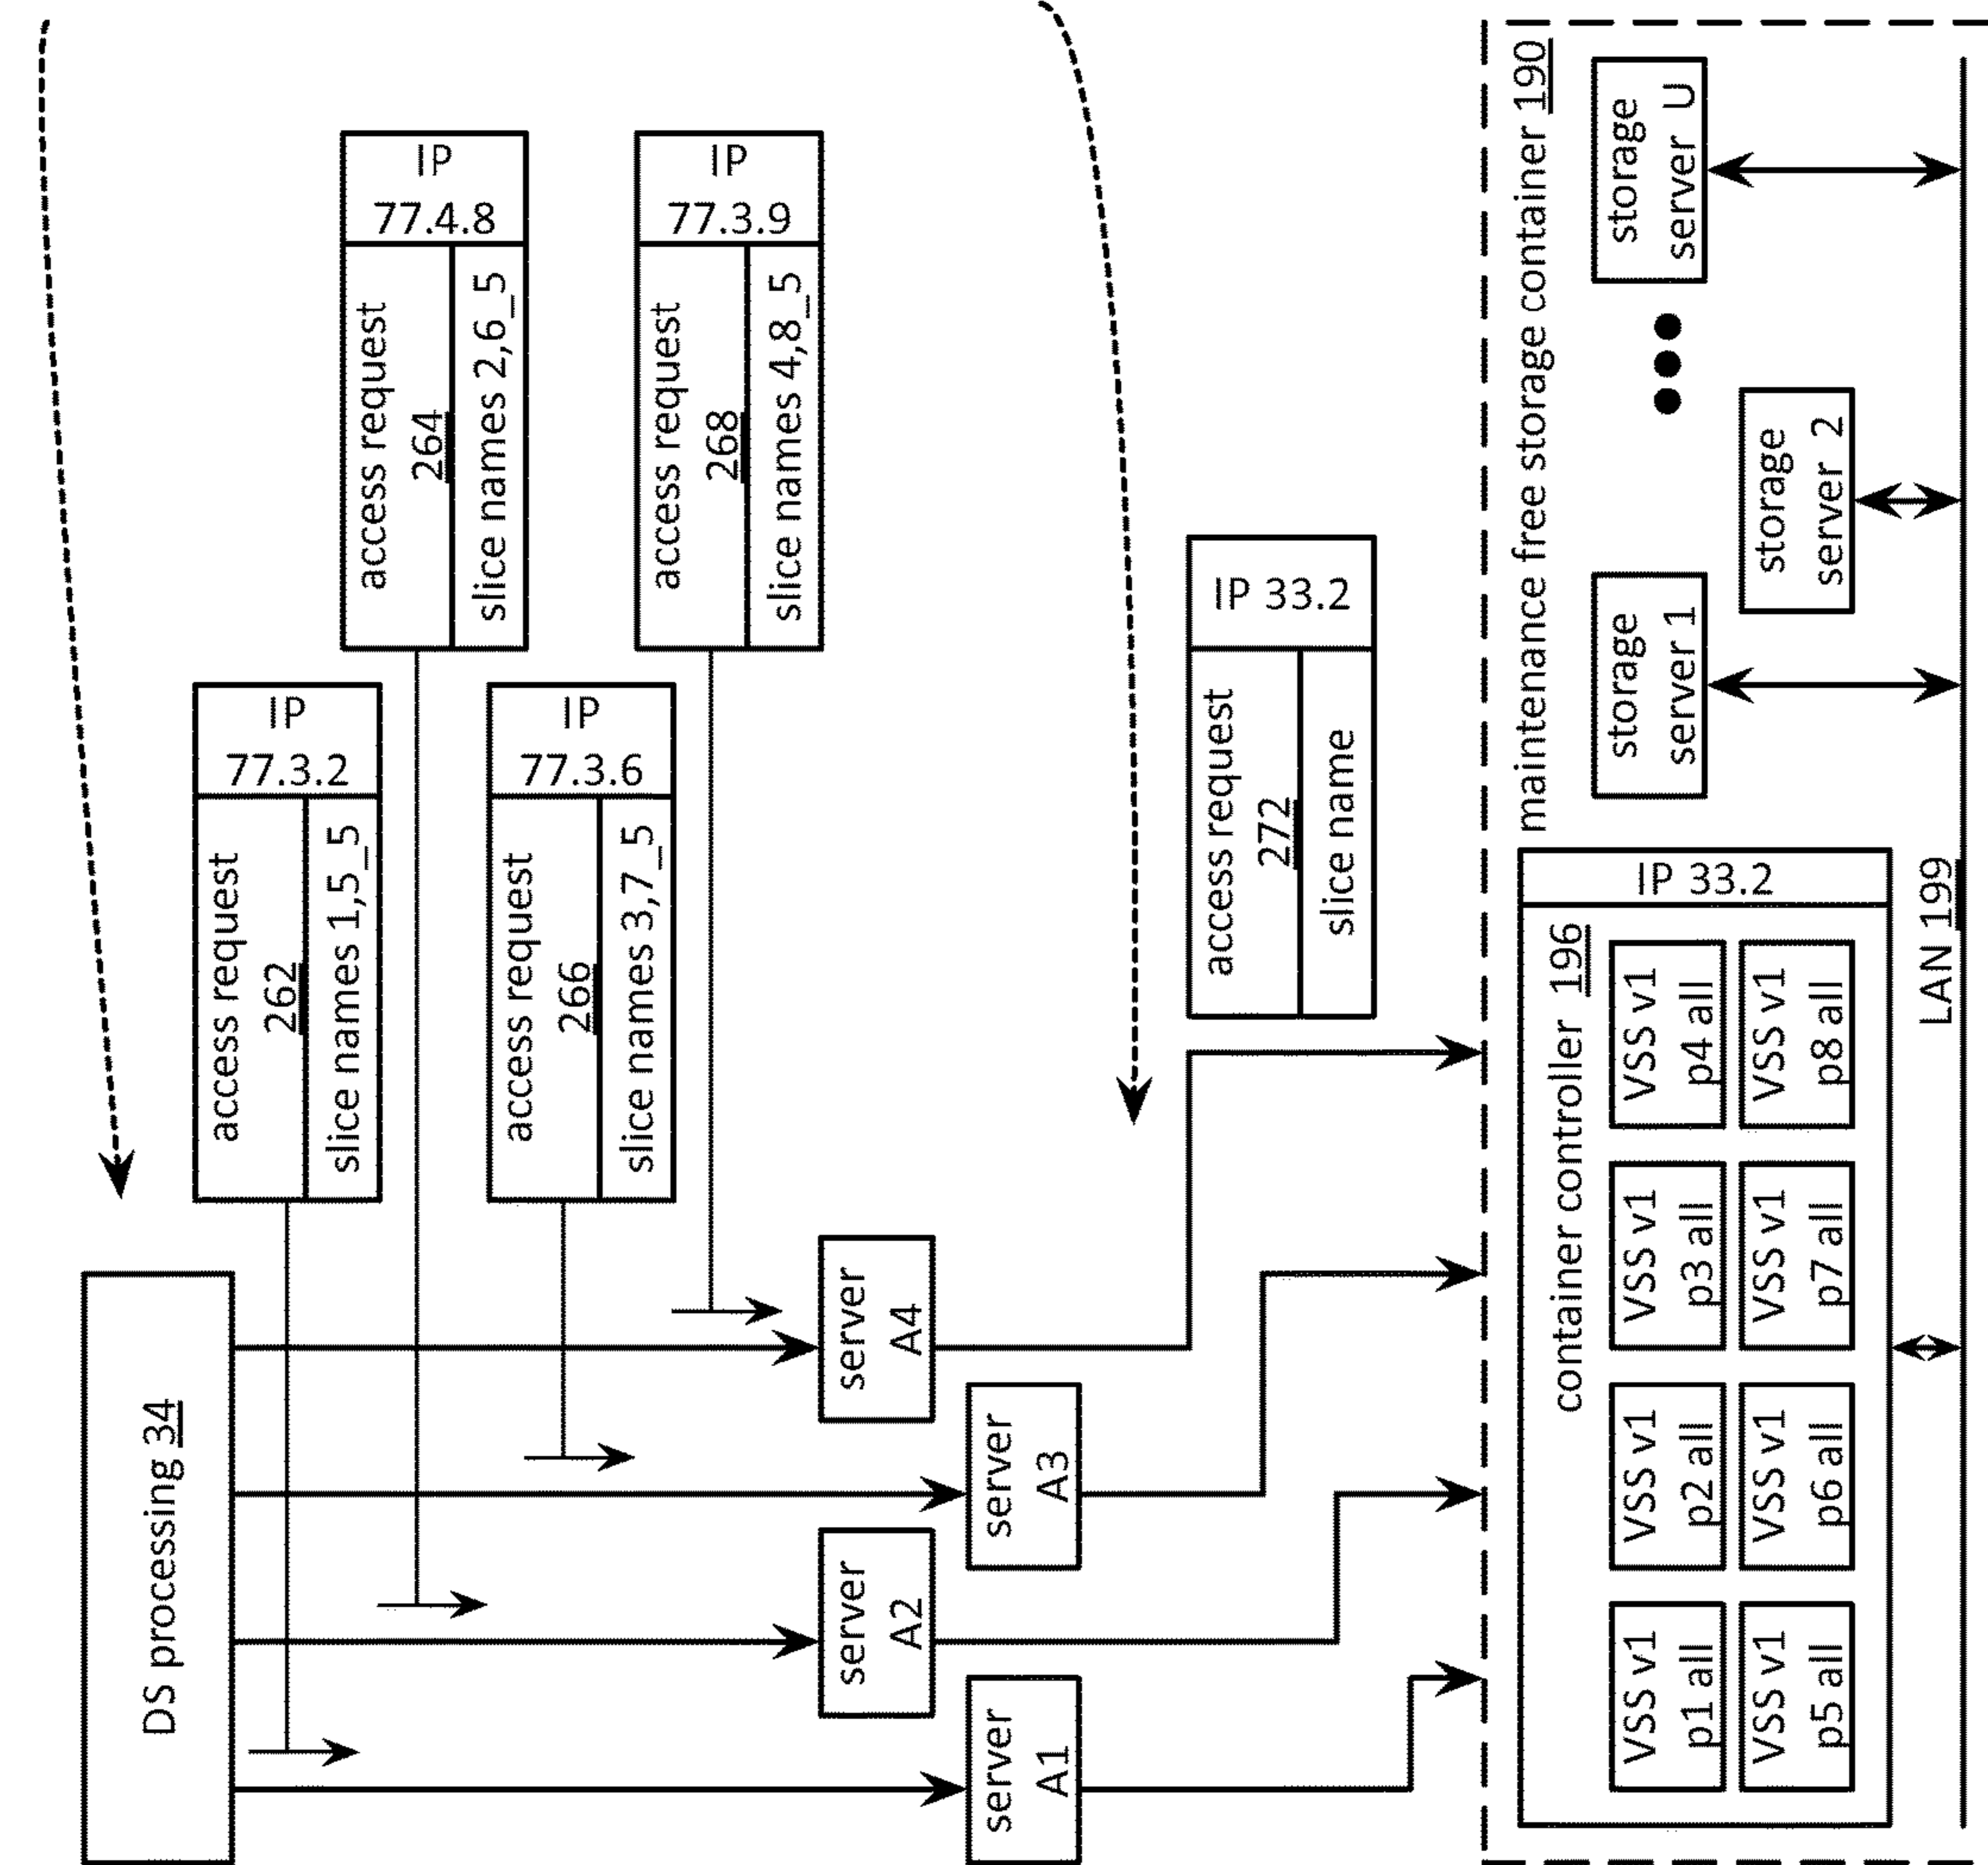 DS processing 34
access request
262
slice names 1,5_5
IP
77.3.2
access request
264
slice names 2,6_5
IP
77.4.8
access request
266
slice names 3,7_5
IP
77.3.6
access request
268
slice names 4,8_5
IP
77.3.9
server
A1
server
A2
server
A3
server
A4
access request
272
slice name
IP 33.2
maintenance free storage container 190
container controller 196
IP 33.2
VSS v1
p1 all
VSS v1
p2 all
VSS v1
p3 all
VSS v1
p4 all
VSS v1
p5 all
VSS v1
p6 all
VSS v1
p7 all
VSS v1
p8 all
storage
server 1
storage
server 2
storage
server U
LAN 199